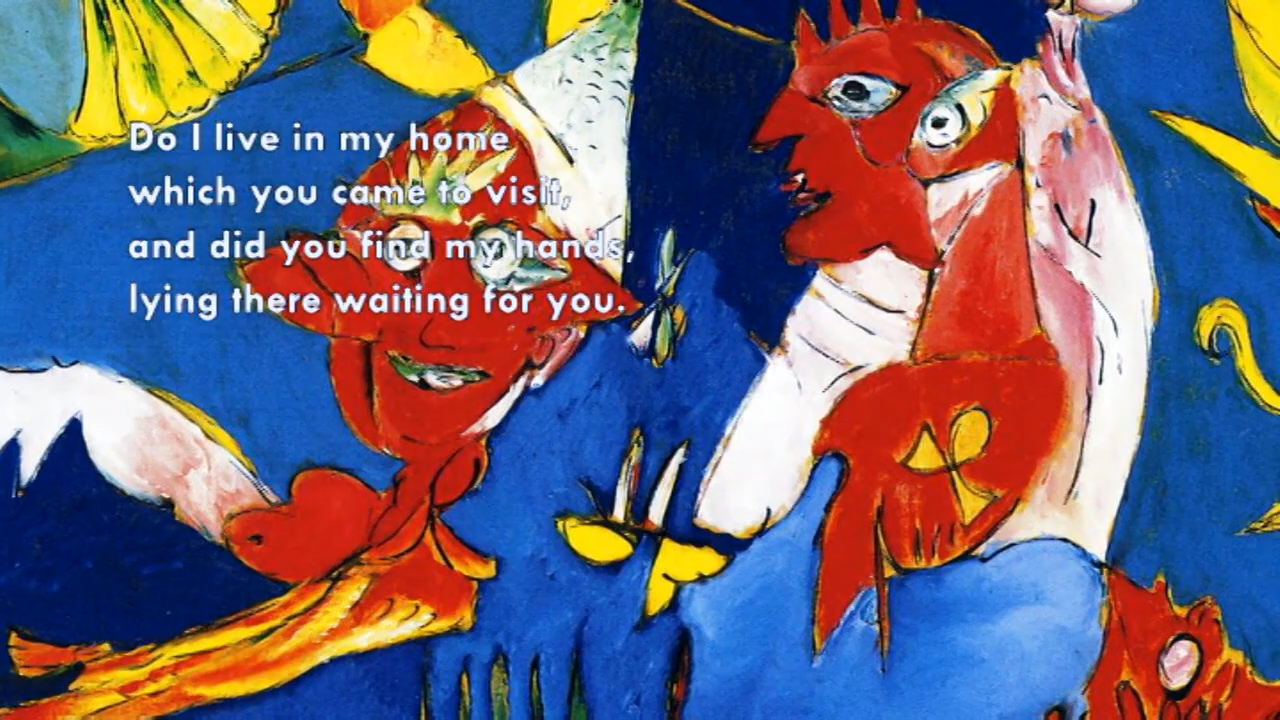 Do I live in my home
which you came to visit,
and did you find my hands,
lying there waiting for you.